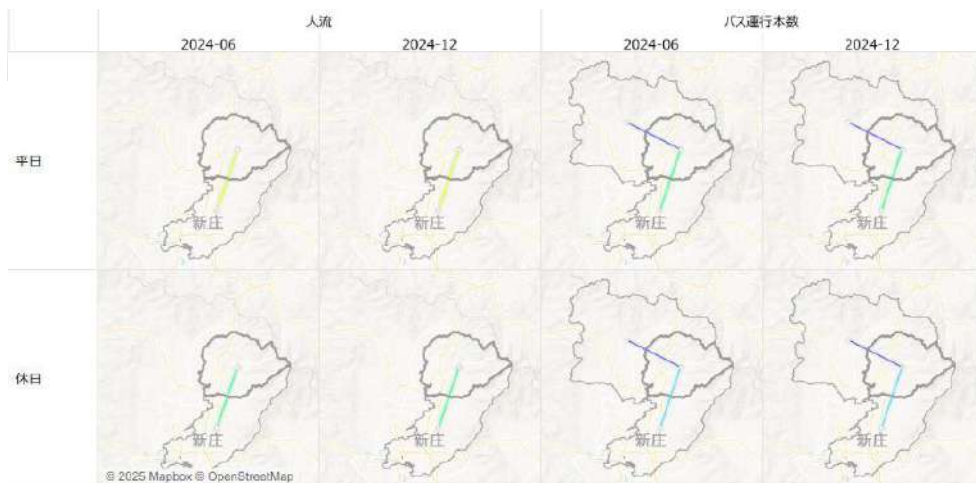 人流 バス運行本数
2024-06 2024-12 2024-06 2024-12
平日
新庄 新庄 新庄 新庄
休日
新庄 新庄 新庄 新庄
© 2025 Mapbox © OpenStreetMap